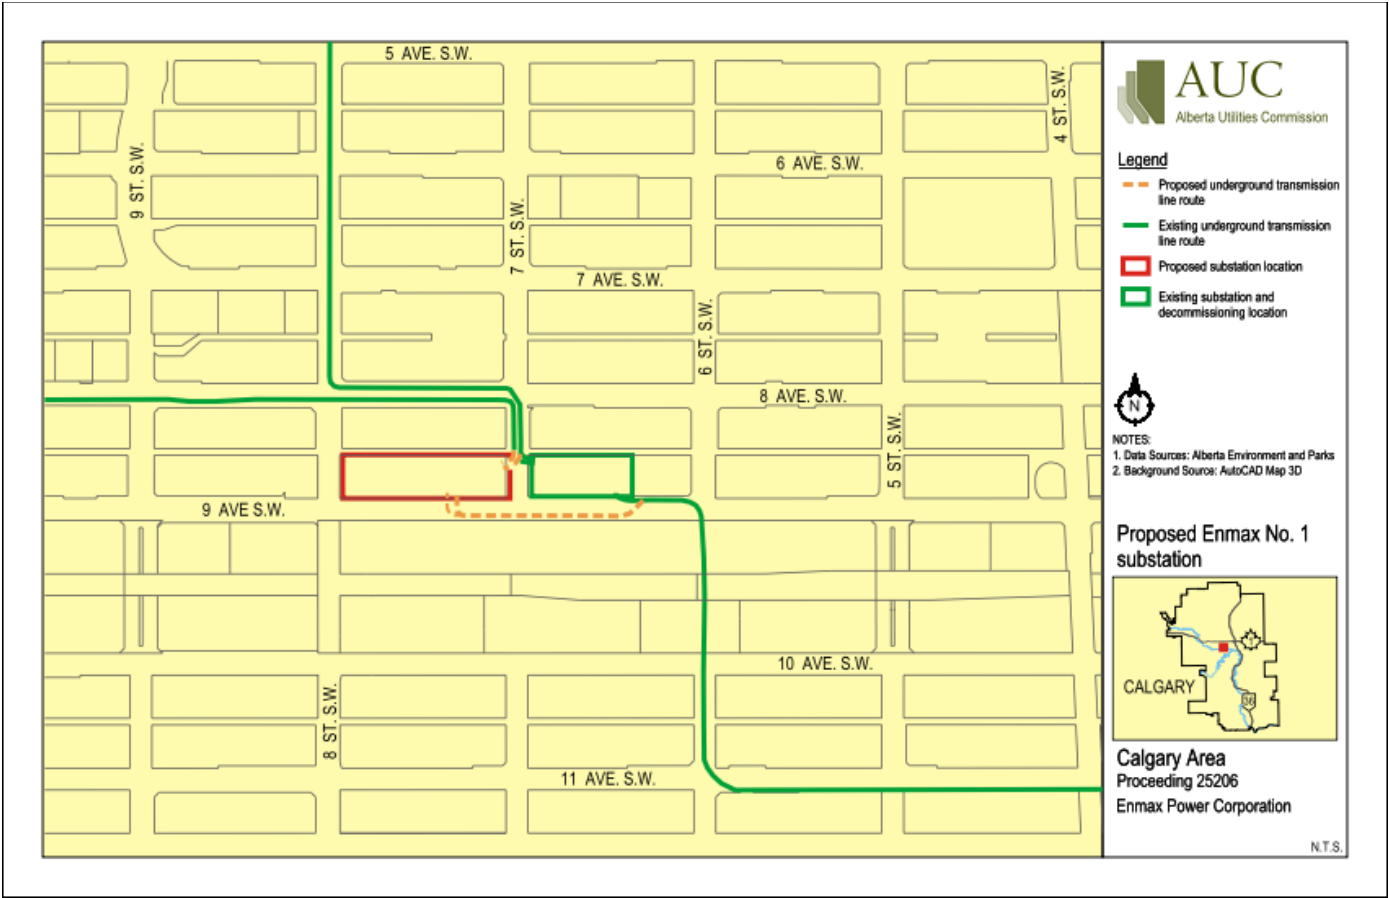 5 AVE. S.W.
4 ST. S.W.
9 ST. S.W.
6 AVE. S.W.
7 ST. S.W.
7 AVE. S.W.
6 ST. S.W.
8 AVE. S.W.
5 ST. S.W.
9 AVE S.W.
10 AVE. S.W.
8 ST. S.W.
11 AVE. S.W.
AUC
Alberta Utilities Commission
Legend
Proposed underground transmission
line route
Existing underground transmission
line route
Proposed substation location
Existing substation and
decommissioning location
N
NOTES:
1. Data Sources: Alberta Environment and Parks
2. Background Source: AutoCAD Map 3D
Proposed Enmax No. 1
substation
1
CALGARY
36
Calgary Area
Proceeding 25206
Enmax Power Corporation
N.T.S.